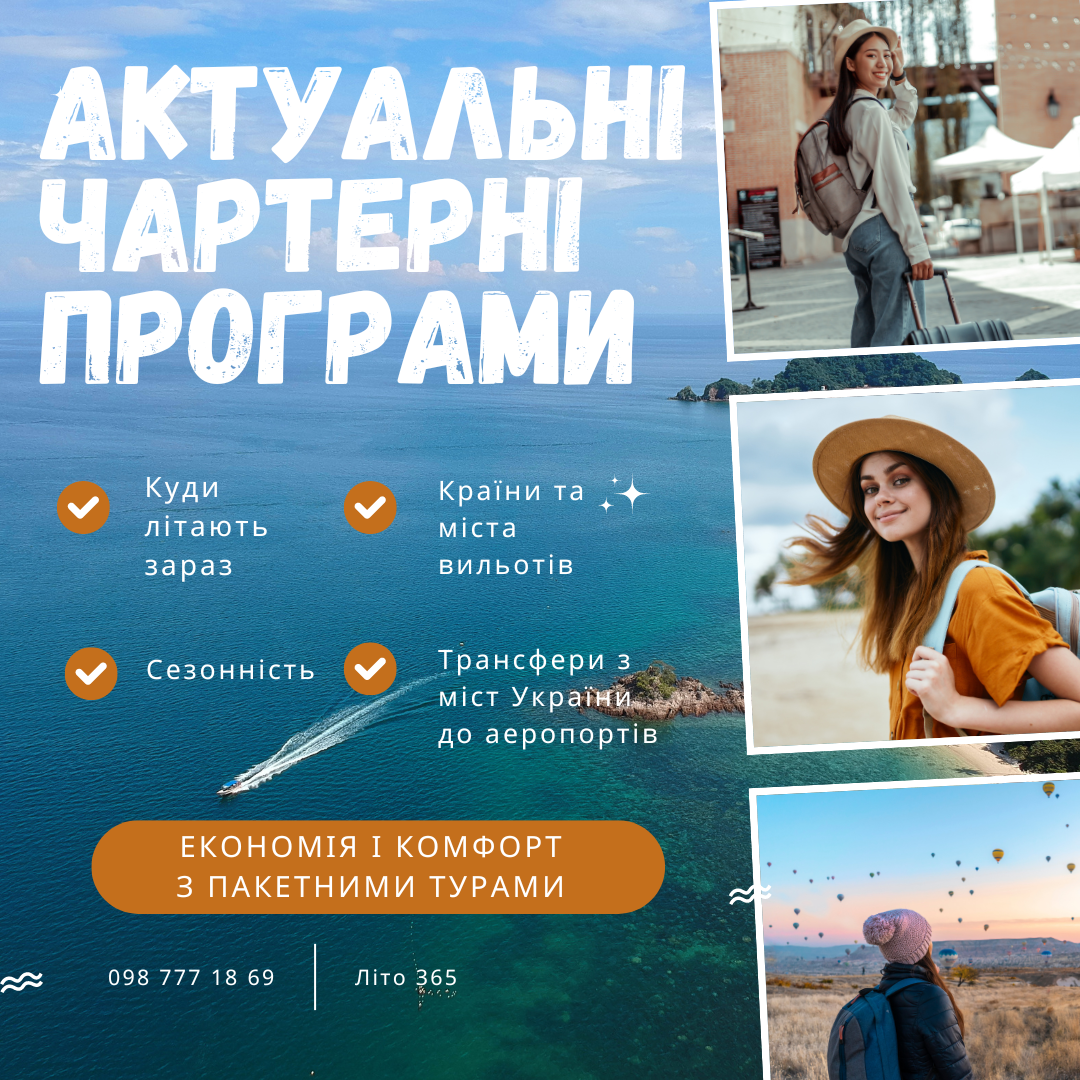 АКТУАЛЬНІ
ЧАРТЕРНІ
ПРОГРАМИ
Куди
літають
зараз
Країни та
міста
вильотів
Сезонність
Трансфери з
міст України
до аеропортів
ЕКОНОМІЯ І КОМФОРТ
З ПАКЕТНИМИ ТУРАМИ
098 777 18 69
Літо 365